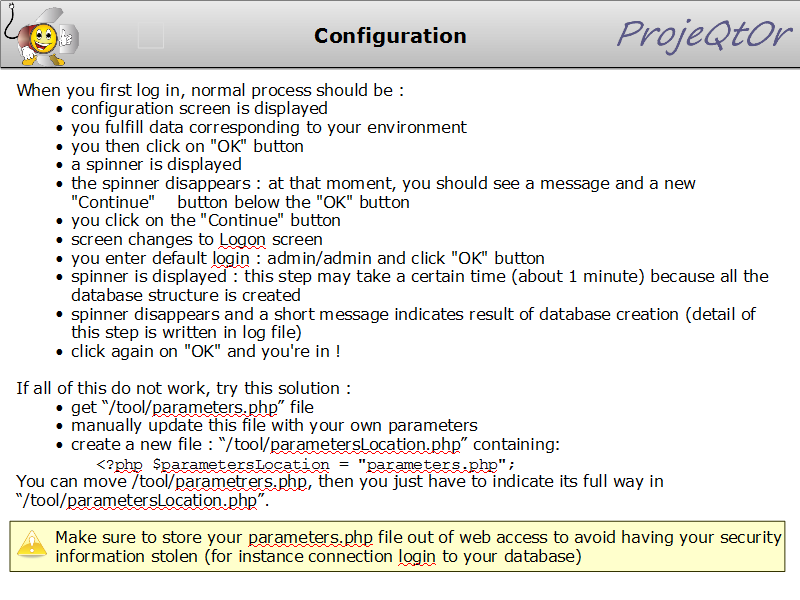 Configuration
ProjeQtOr
When you first log in, normal process should be :
• configuration screen is displayed
• you fulfill data corresponding to your environment
• you then click on "OK" button
• a spinner is displayed
• the spinner disappears : at that moment, you should see a message and a new
"Continue" button below the "OK" button
• you click on the "Continue" button
• screen changes to Logon screen
• you enter default login : admin/admin and click "OK" button
• spinner is displayed : this step may take a certain time (about 1 minute) because all the
database structure is created
• spinner disappears and a short message indicates result of database creation (detail of
this step is written in log file)
• click again on "OK" and you're in !
If all of this do not work, try this solution :
• get “/tool/parameters.php” file
• manually update this file with your own parameters
• create a new file : “/tool/parametersLocation.php” containing:
<?php $parametersLocation = "parameters.php";
You can move /tool/parametrers.php, then you just have to indicate its full way in
“/tool/parametersLocation.php”.
Make sure to store your parameters.php file out of web access to avoid having your security
information stolen (for instance connection login to your database)